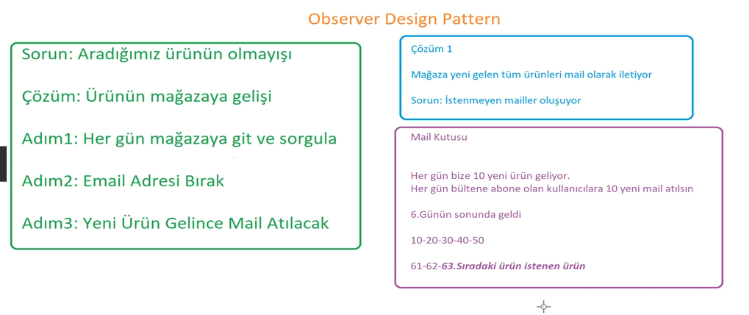 Observer Design Pattern
Sorun: Aradığımız ürünün olmayışı
Çözüm: Ürünün mağazaya gelişi
Adım1: Her gün mağazaya git ve sorgula
Adım2: Email Adresi Bırak
Adım3: Yeni Ürün Gelince Mail Atılacak
Çözüm 1
Mağaza yeni gelen tüm ürünleri mail olarak iletiyor
Sorun: İstenmeyen mailler oluşuyor
Mail Kutusu
Her gün bize 10 yeni ürün geliyor.
Her gün bültene abone olan kullanıcılara 10 yeni mail atılsın
6.Günün sonunda geldi
10-20-30-40-50
61-62-63.Sıradaki ürün istenen ürün